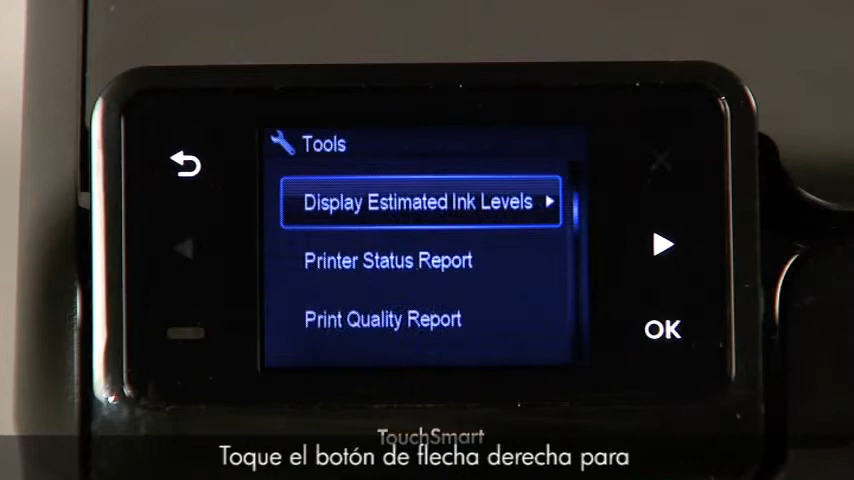 Tools
Display Estimated Ink Levels
Printer Status Report
Print Quality Report
OK
TouchSmart
Toque el botón de flecha derecha para